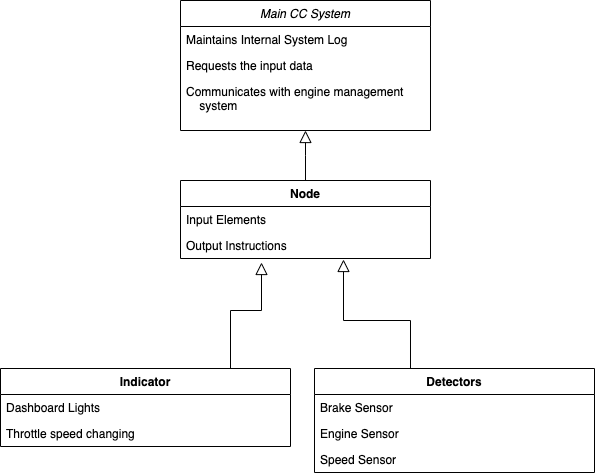 Main CC System
Maintains Internal System Log
Requests the input data
Communicates with engine management
system
Node
Input Elements
Output Instructions
Indicator
Dashboard Lights
Throttle speed changing
Detectors
Brake Sensor
Engine Sensor
Speed Sensor